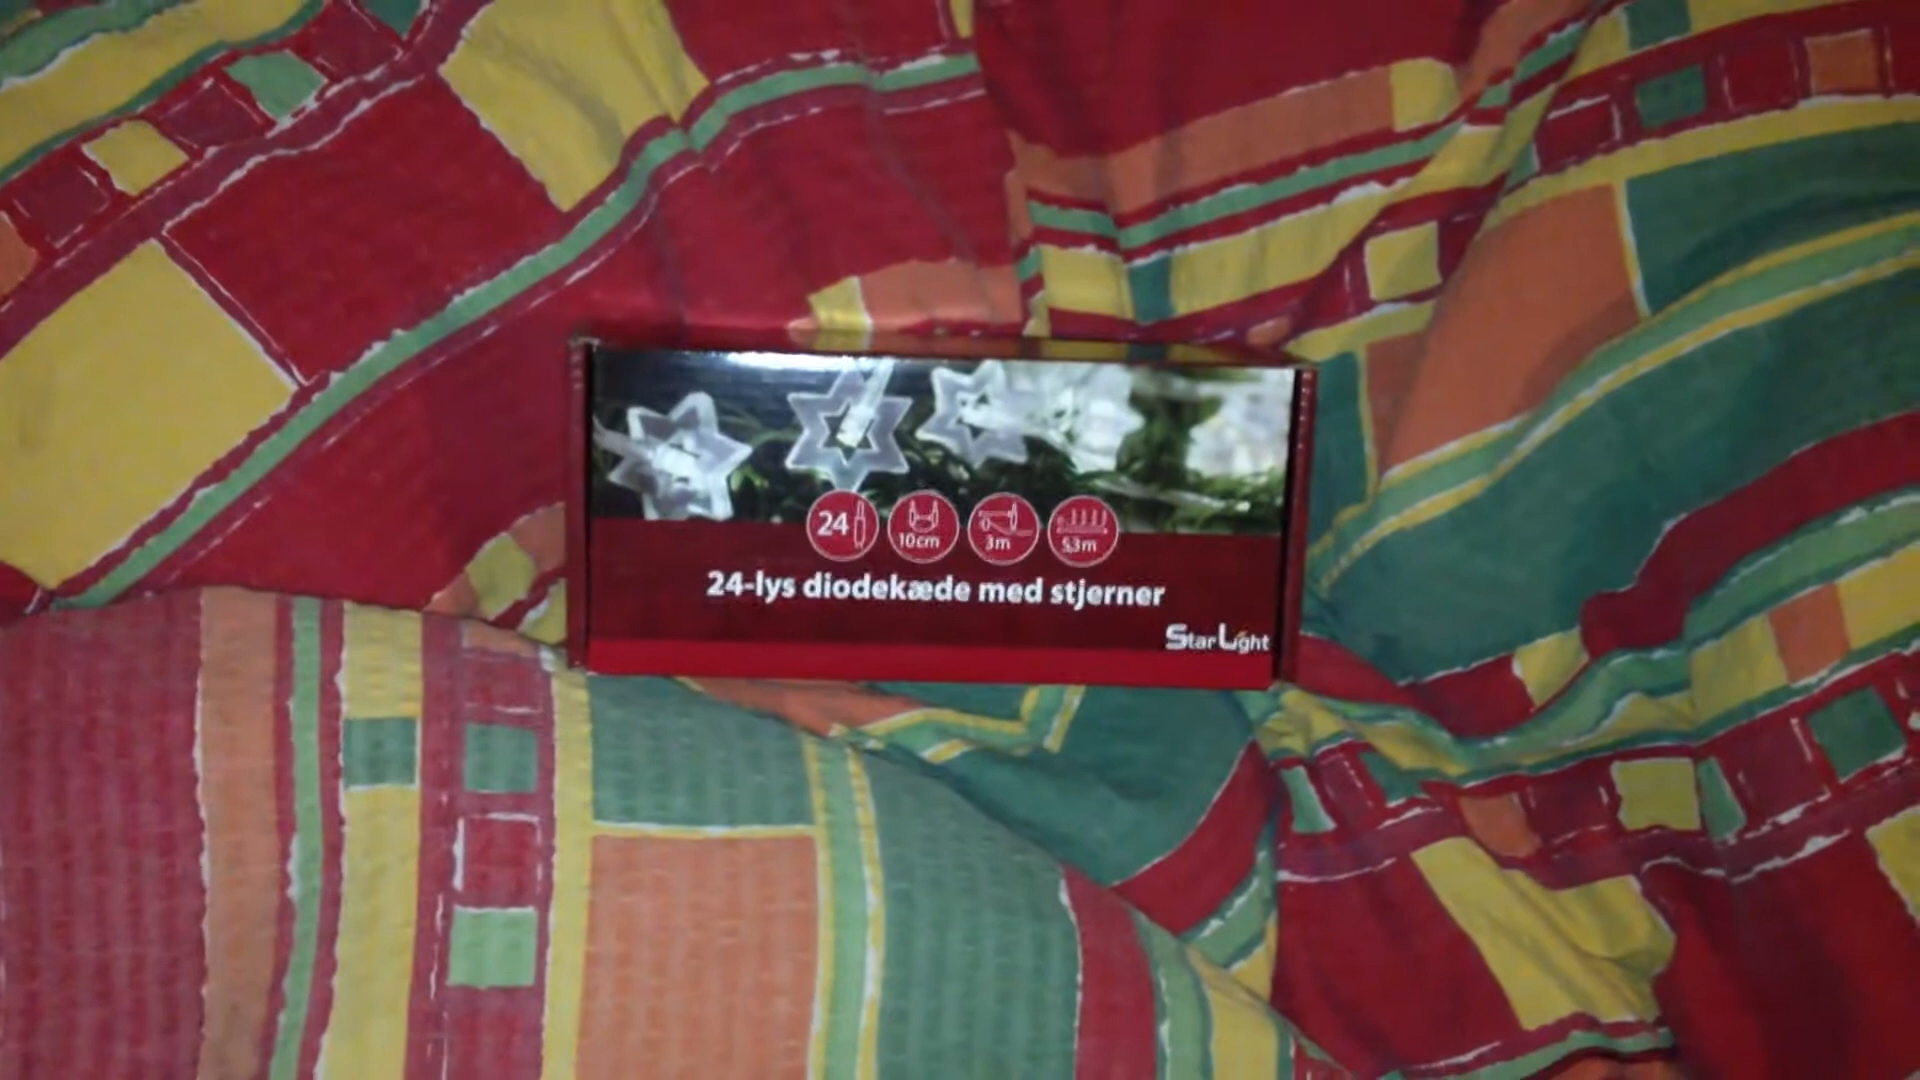 24
10cm
3m
5,3m
24-lys diodekæde med stjerner
StarLight